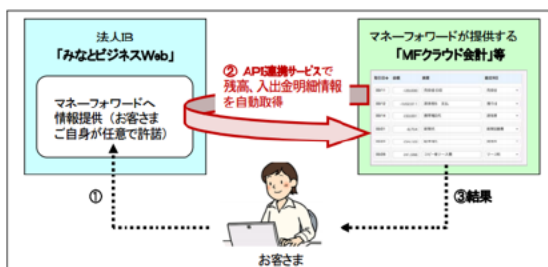 法人IB
「みなとビジネスWeb」
マネーフォワードへ
情報提供（お客さま
ご自身が任意で許諾）
② API連携サービスで
残高、入出金明細情報
を自動取得
マネーフォワードが提供する
「MFクラウド会計」等
①
③結果
お客さま